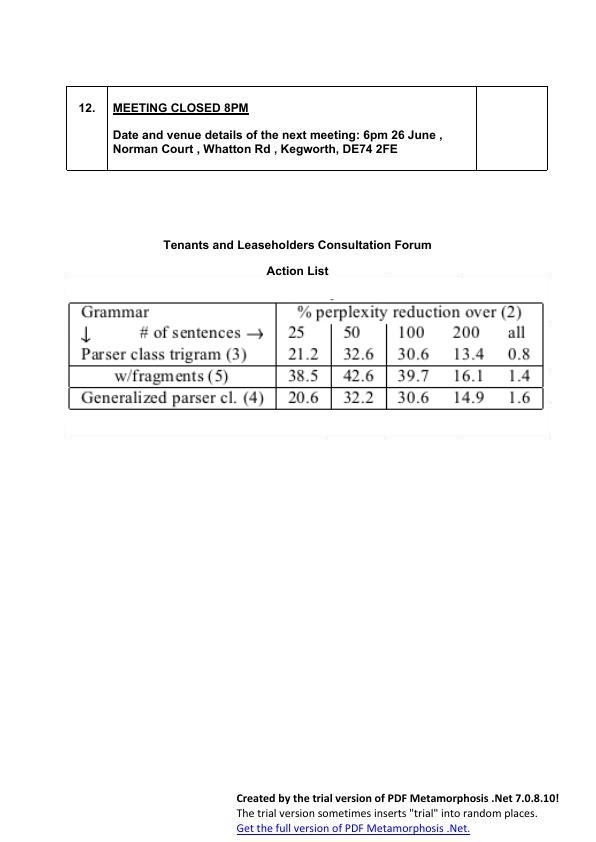 12. MEETING CLOSED 8PM
Date and venue details of the next meeting: 6pm 26 June ,
Norman Court , Whatton Rd , Kegworth, DE74 2FE
Tenants and Leaseholders Consultation Forum
Action List
Grammar % perplexity reduction over (2)
↓ # of sentences → 25 50 100 200 all
Parser class trigram (3) 21.2 32.6 30.6 13.4 0.8
w/fragments (5) 38.5 42.6 39.7 16.1 1.4
Generalized parser cl. (4) 20.6 32.2 30.6 14.9 1.6
Created by the trial version of PDF Metamorphosis .Net 7.0.8.10!
The trial version sometimes inserts "trial" into random places.
Get the full version of PDF Metamorphosis .Net.